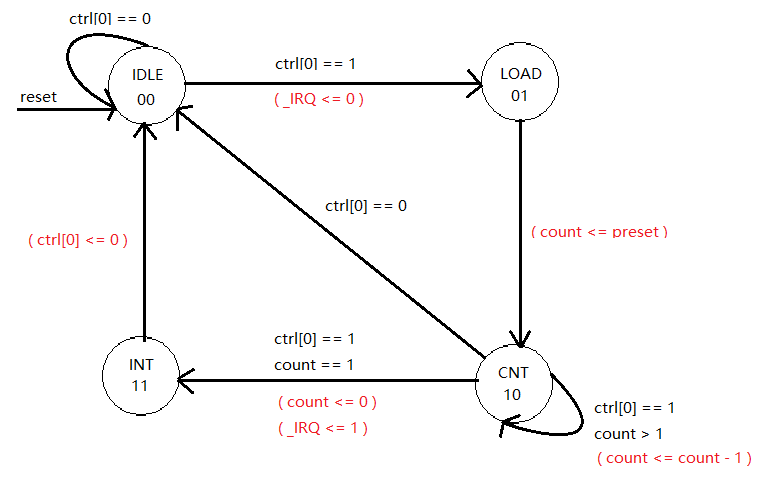 ctrl[0] == 0
IDLE
00
reset
ctrl[0] == 1
( _IRQ <= 0 )
LOAD
01
ctrl[0] == 0
( ctrl[0] <= 0 )
( count <= preset )
ctrl[0] == 1
count == 1
( count <= 0 )
( _IRQ <= 1 )
INT
11
CNT
10
ctrl[0] == 1
count > 1
( count <= count - 1 )